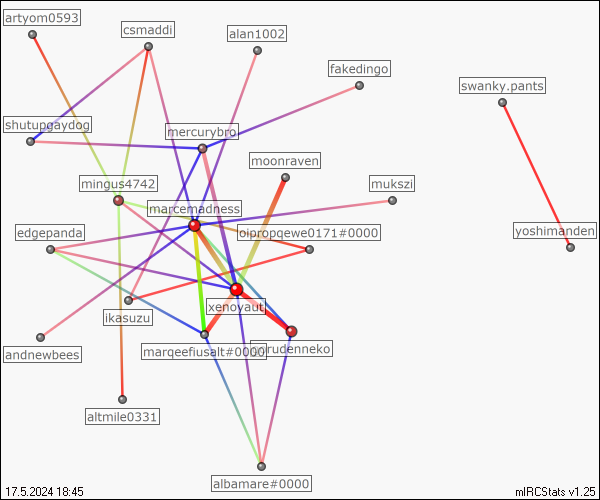 artyom0593
csmaddi
alan1002
fakedingo
swanky.pants
shutupgaydog
mercurybro
moonraven
mingus4742
mukszi
marcemadness
edgepanda
loipropqewe0171#0000
yoshimanden
xenoyaut
ikasuzu
andnewbees
marqeefiusalt#0000
rudenneko
altmile0331
albamare#0000
17.5.2024 18:45
mIRCStats v1.25